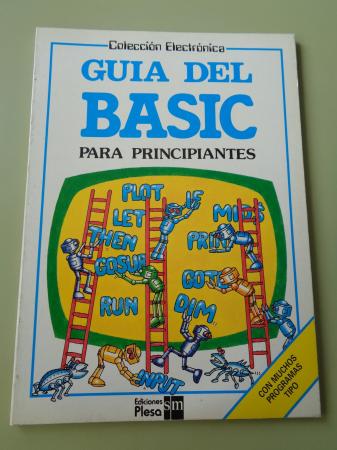 Colección Electrónica
GUIA DEL
BASIC
PARA PRINCIPIANTES
PLOT IF
LET MID$
THEN PRINT
GOSUB GOTO
RUN DIM
INPUT
CON MUCHOS
PROGRAMAS
TIPO
Ediciones
Plesa sm